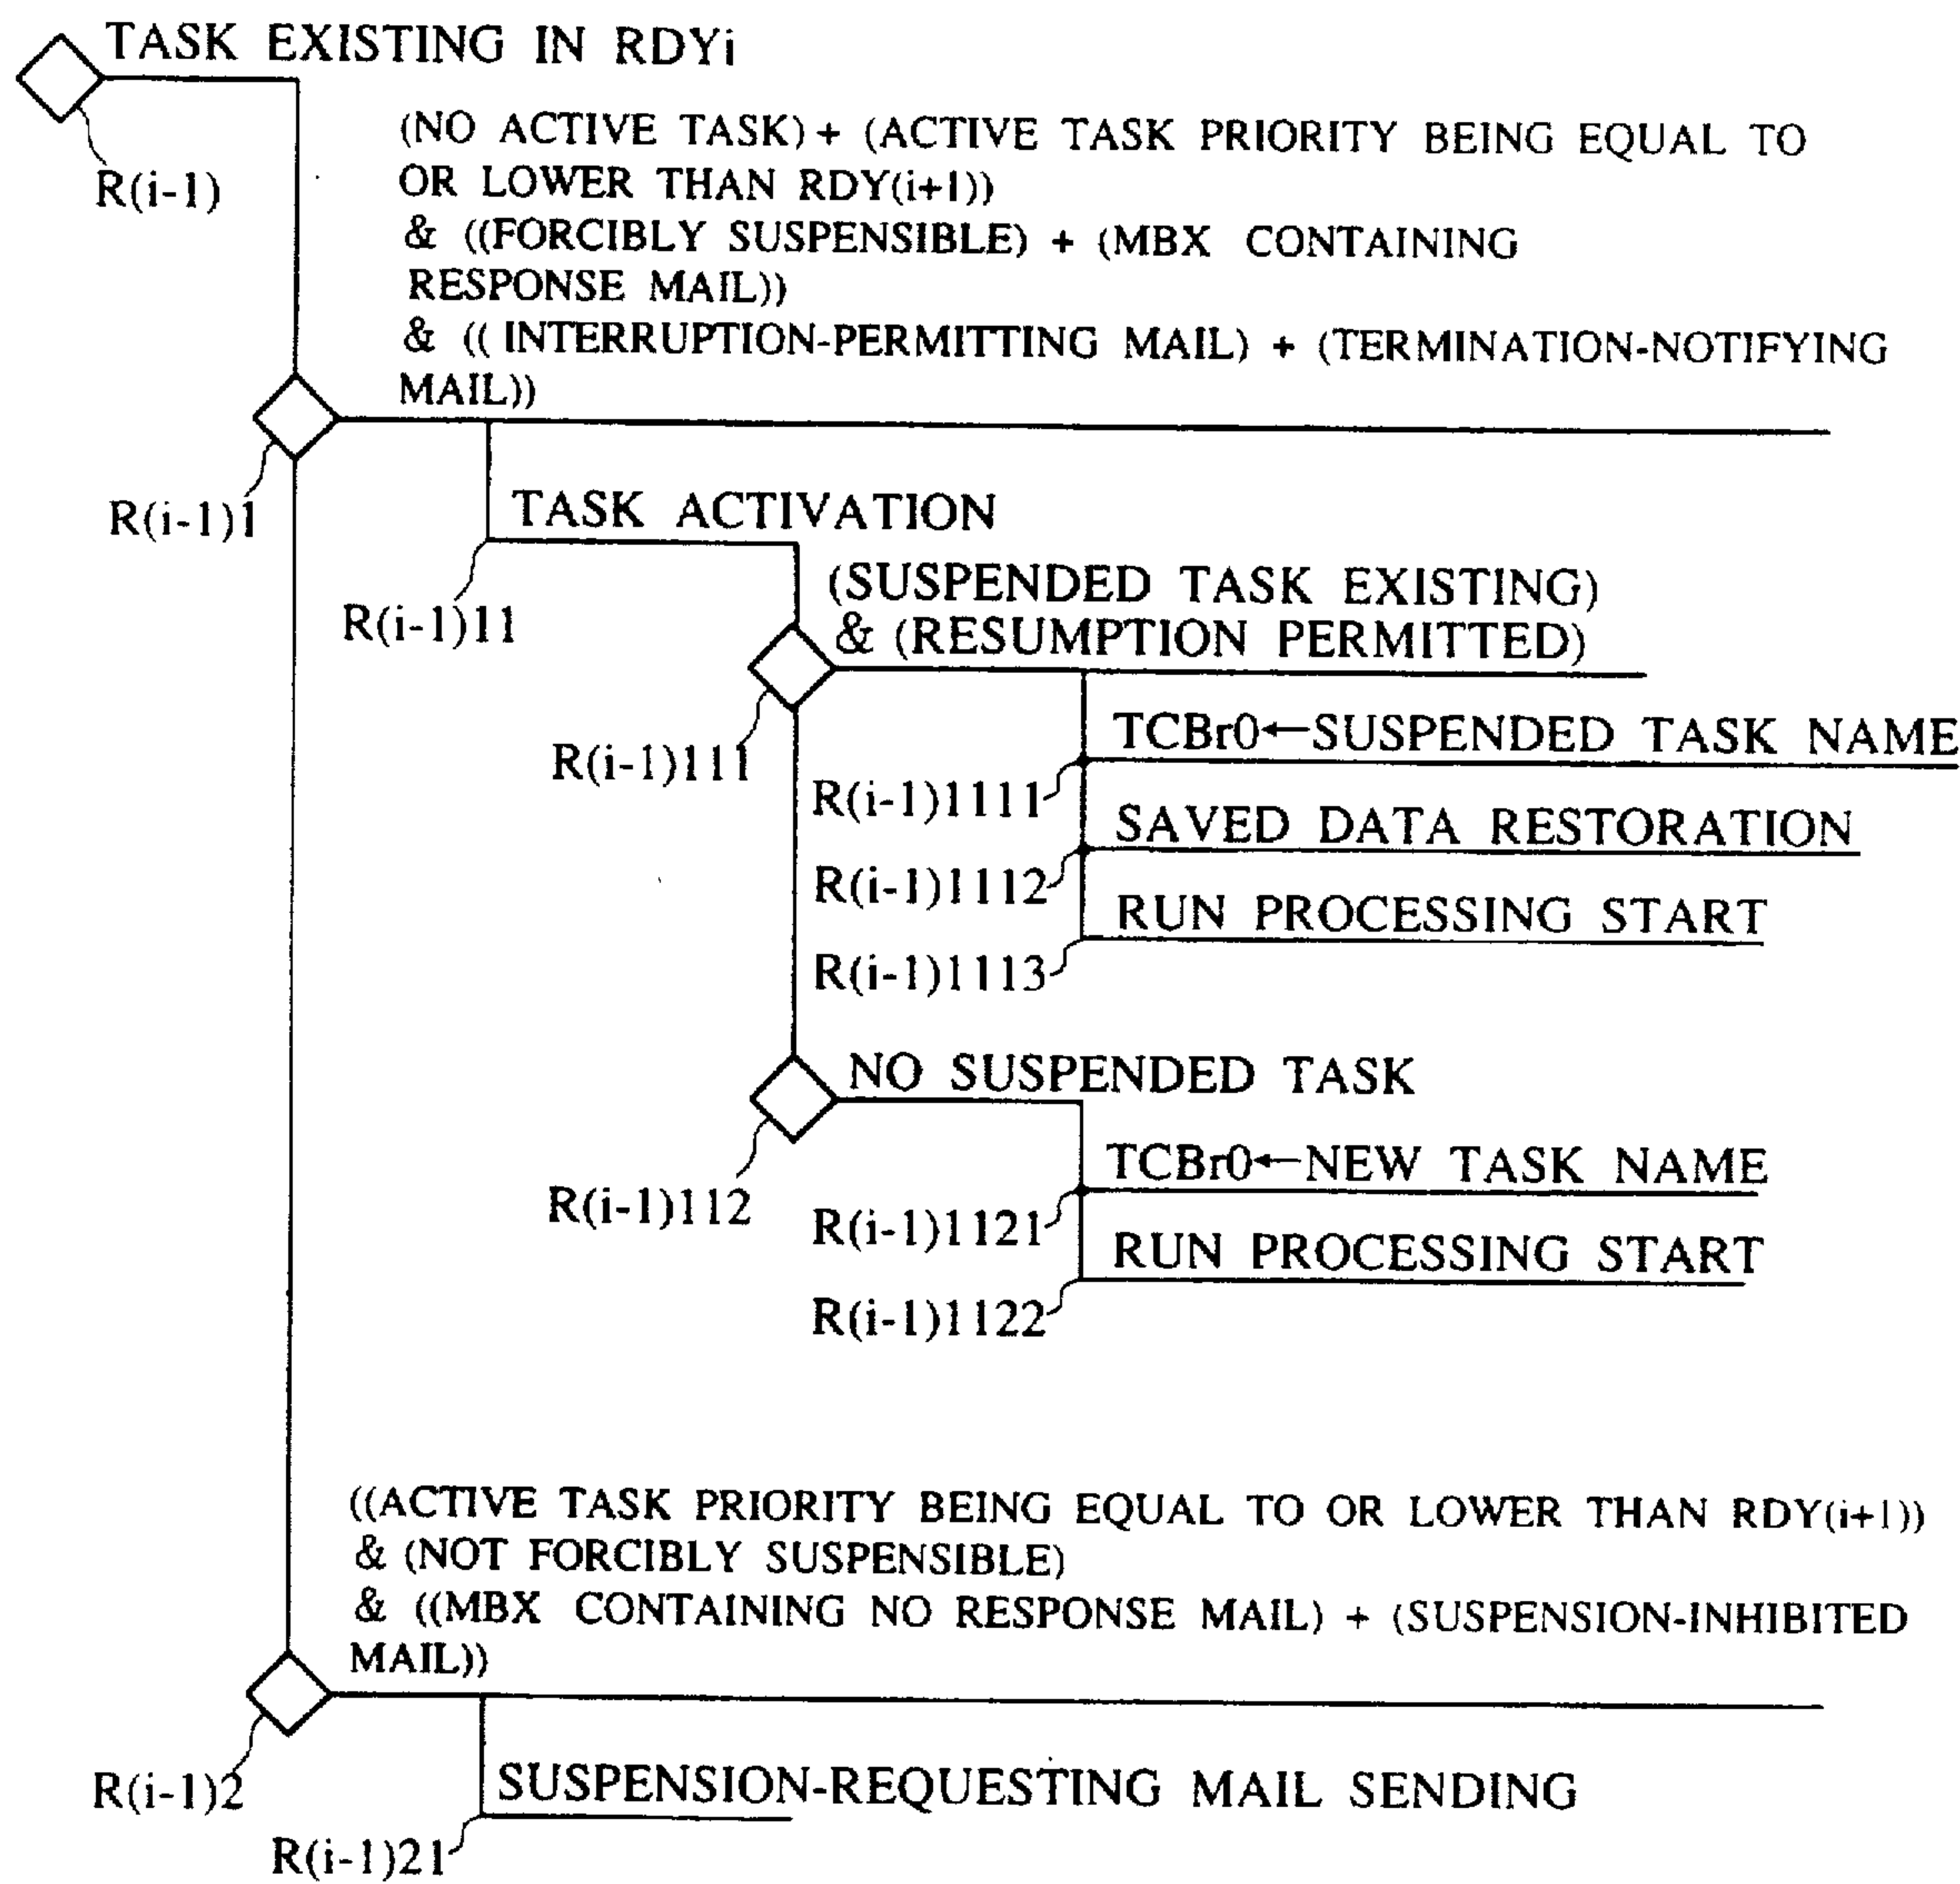 TASK EXISTING IN RDYi
R(i-1)
(NO ACTIVE TASK) + (ACTIVE TASK PRIORITY BEING EQUAL TO
OR LOWER THAN RDY(i+1))
& ((FORCIBLY SUSPENSIBLE) + (MBX CONTAINING
RESPONSE MAIL))
& (( INTERRUPTION-PERMITTING MAIL) + (TERMINATION-NOTIFYING
MAIL))
R(i-1)1
TASK ACTIVATION
R(i-1)11
(SUSPENDED TASK EXISTING)
& (RESUMPTION PERMITTED)
R(i-1)111
TCBr0←SUSPENDED TASK NAME
R(i-1)1111
SAVED DATA RESTORATION
R(i-1)1112
RUN PROCESSING START
R(i-1)1113
NO SUSPENDED TASK
R(i-1)112
TCBr0←NEW TASK NAME
R(i-1)1121
RUN PROCESSING START
R(i-1)1122
((ACTIVE TASK PRIORITY BEING EQUAL TO OR LOWER THAN RDY(i+1))
& (NOT FORCIBLY SUSPENSIBLE)
& ((MBX CONTAINING NO RESPONSE MAIL) + (SUSPENSION-INHIBITED
MAIL))
R(i-1)2
SUSPENSION-REQUESTING MAIL SENDING
R(i-1)21